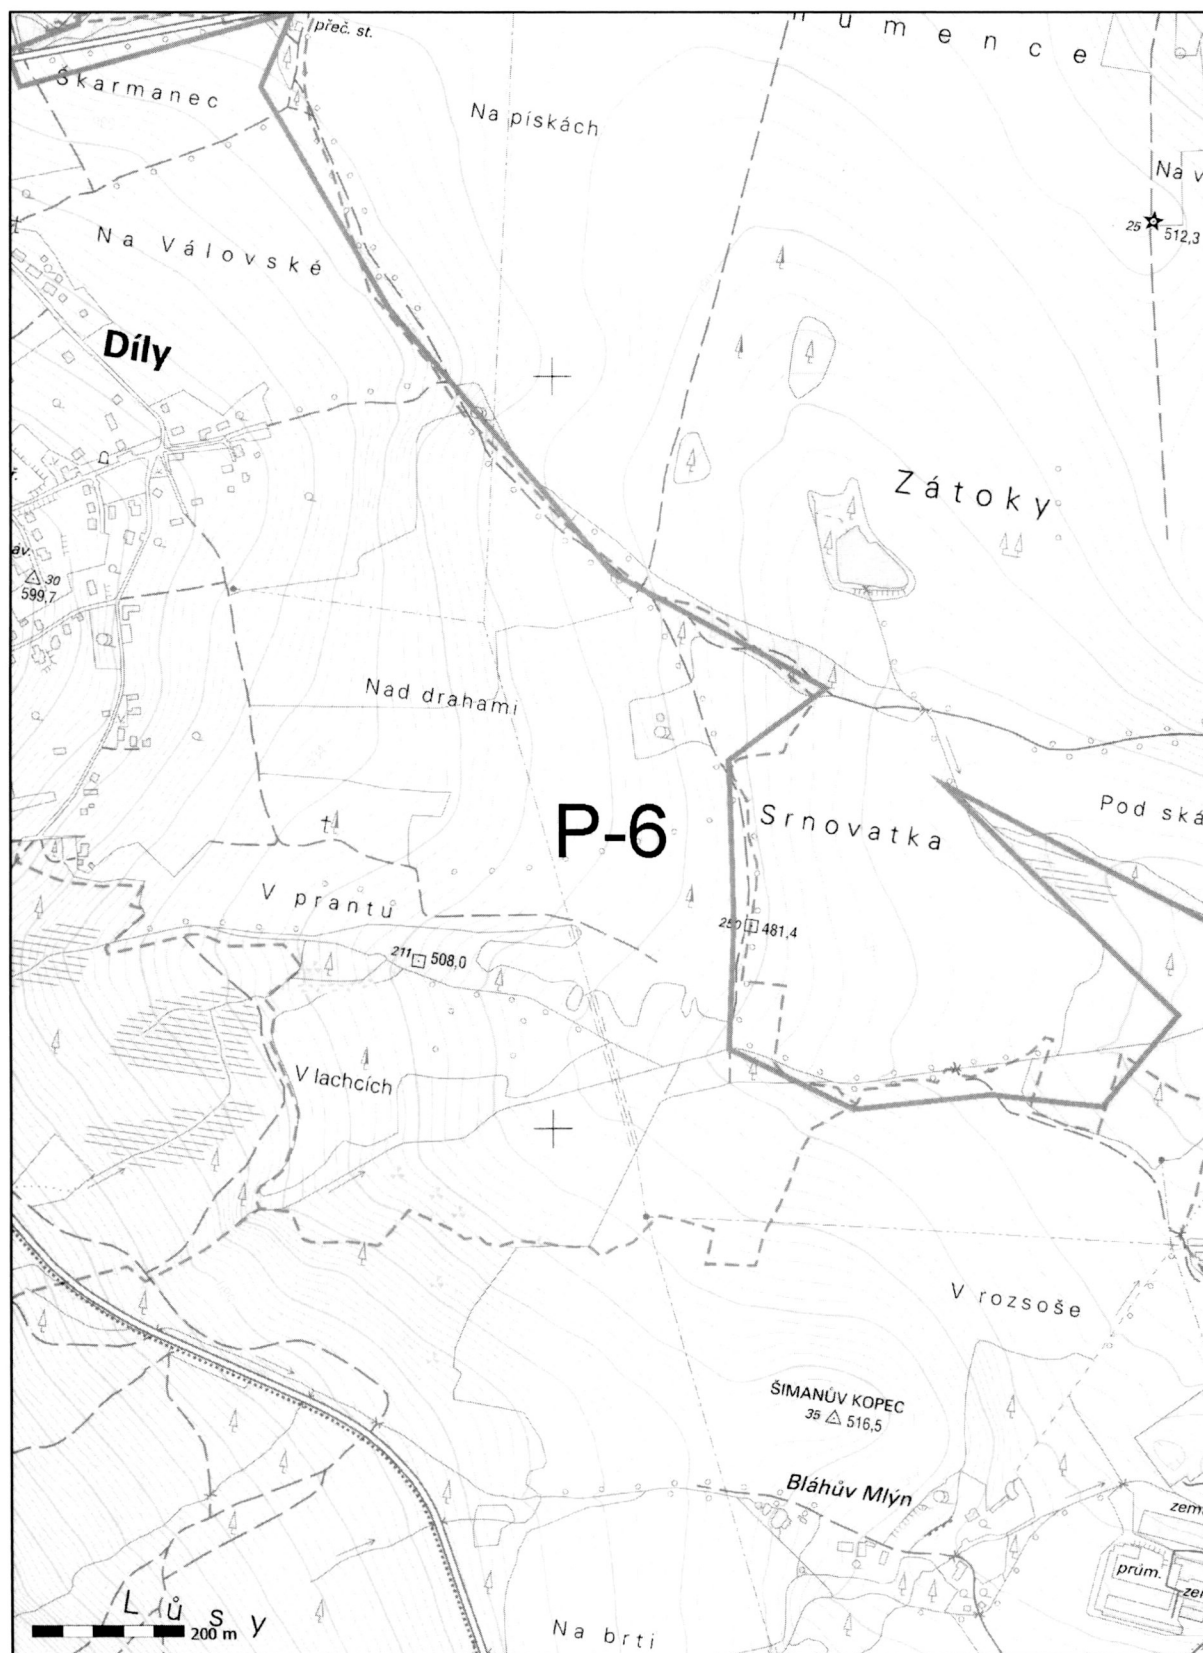 přeč. st.
umence
Škarmanec
Na pískách
Na v
25 512,3
Na Válovské
Díly
Zátoky
30
599,7
Nad drahami
P-6
Srnovatka
Pod ská
V prantu
250 481,4
211 508,0
V lachcích
V rozsoše
ŠIMANŮV KOPEC
35 516,5
Bláhův Mlýn
zem.
prům.
Lůsy
200 m
Na brti